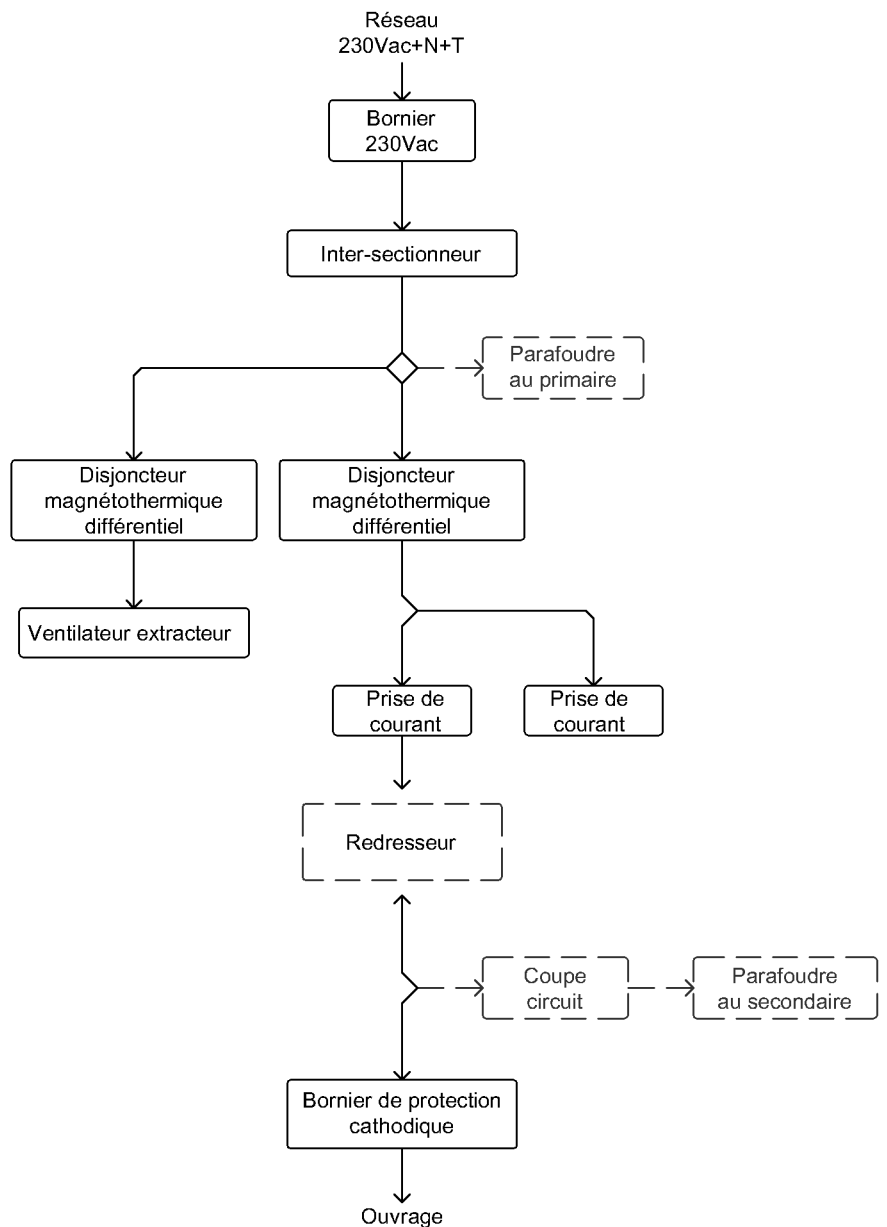 Réseau
230Vac+N+T
Bornier
230Vac
Inter-sectionneur
Parafoudre
au primaire
Disjoncteur
magnétothermique
différentiel
Disjoncteur
magnétothermique
différentiel
Ventilateur extracteur
Prise de
courant
Prise de
courant
Redresseur
Coupe
circuit
Parafoudre
au secondaire
Bornier de protection
cathodique
Ouvrage